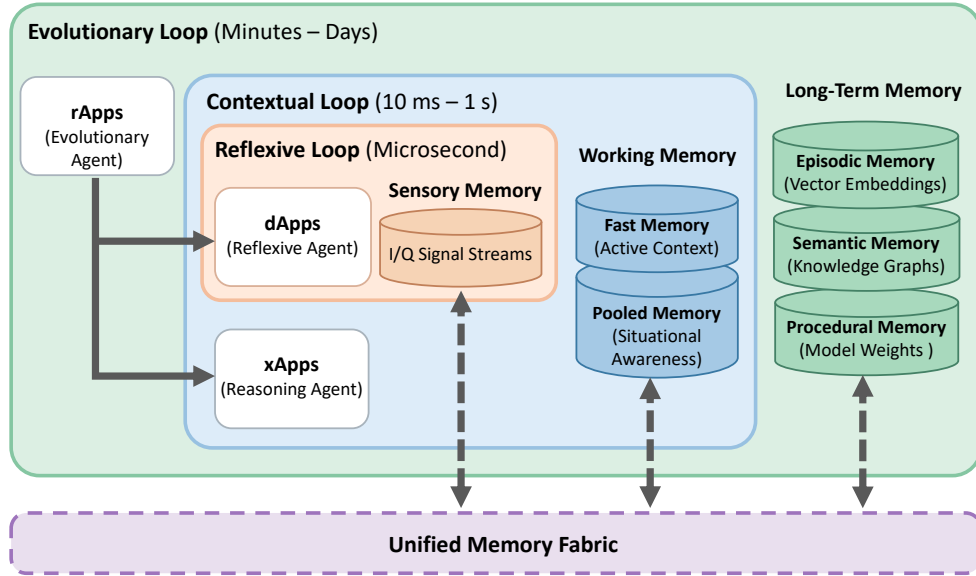 Evolutionary Loop (Minutes – Days)
rApps
(Evolutionary
Agent)
Contextual Loop (10 ms – 1 s)
Reflexive Loop (Microsecond)
dApps
(Reflexive Agent)
Sensory Memory
I/Q Signal Streams
xApps
(Reasoning Agent)
Working Memory
Fast Memory
(Active Context)
Pooled Memory
(Situational
Awareness)
Long-Term Memory
Episodic Memory
(Vector Embeddings)
Semantic Memory
(Knowledge Graphs)
Procedural Memory
(Model Weights )
Unified Memory Fabric